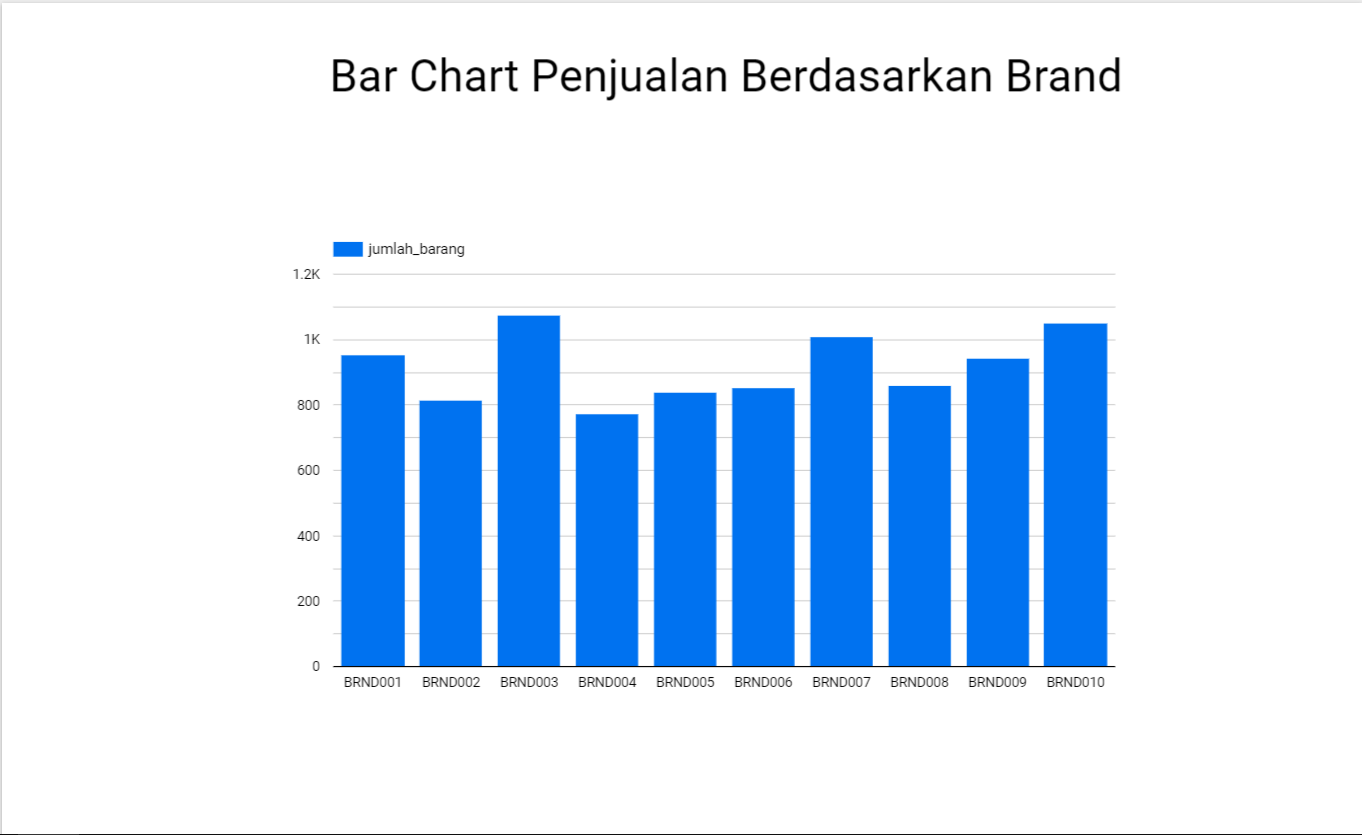 Bar Chart Penjualan Berdasarkan Brand
jumlah_barang
1.2K
1K
800
600
400
200
0
BRND001 BRND002 BRND003 BRND004 BRND005 BRND006 BRND007 BRND008 BRND009 BRND010